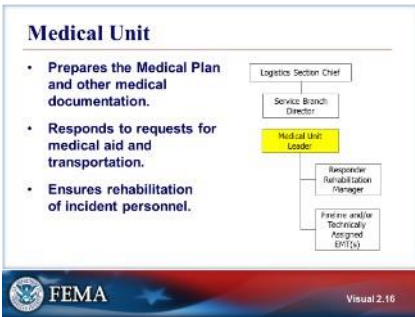 Medical Unit
• Prepares the Medical Plan
and other medical
documentation.
• Responds to requests for
medical aid and
transportation.
• Ensures rehabilitation
of incident personnel.
Logistics Section Chief
Service Branch
Director
Medical Unit
Leader
Responder
Rehabilitation
Manager
Fireline and/or
Technically
Assigned
EMT(s)
FEMA
Visual 2.16